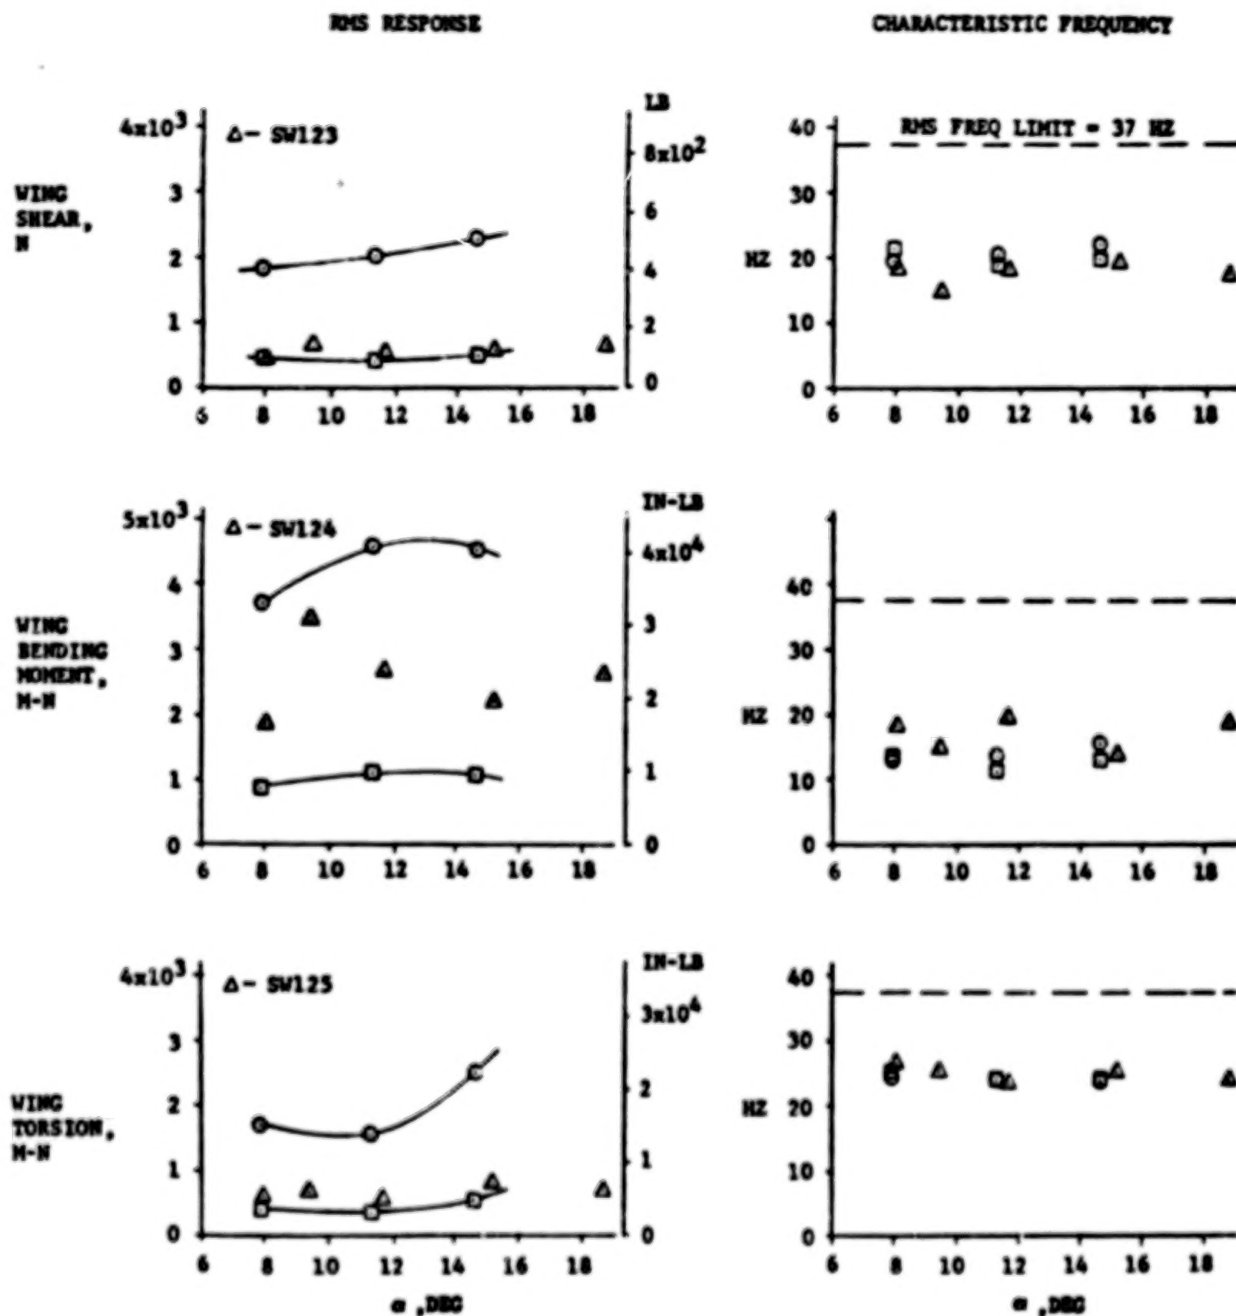 RMS RESPONSE
CHARACTERISTIC FREQUENCY
WING
SHEAR,
N
4x10³
3
2
1
0
Δ- SW123
LB
8x10²
6
4
2
0
6 8 10 12 14 16 18
HZ
40
30
20
10
0
RMS FREQ LIMIT = 37 HZ
6 8 10 12 14 16 18
WING
BENDING
MOMENT,
M-N
5x10³
4
3
2
1
0
Δ- SW124
IN-LB
4x10⁴
3
2
1
0
6 8 10 12 14 16 18
HZ
40
30
20
10
0
6 8 10 12 14 16 18
WING
TORSION,
M-N
4x10³
3
2
1
0
Δ- SW125
IN-LB
3x10⁴
2
1
0
6 8 10 12 14 16 18
α ,DEG
HZ
40
30
20
10
0
6 8 10 12 14 16 18
α ,DEG